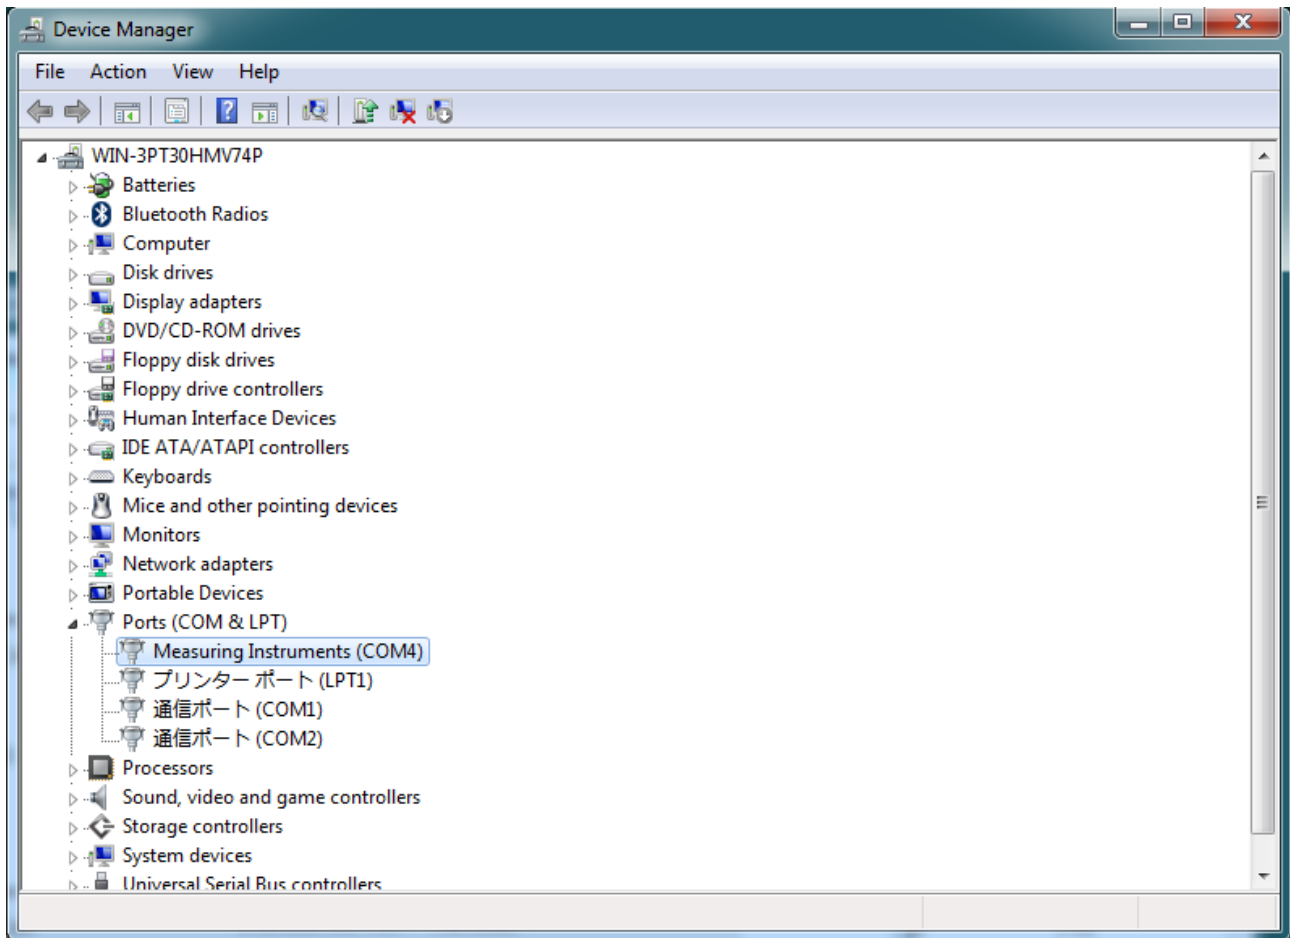 Device Manager
File Action View Help
WIN-3PT30HMV74P
Batteries
Bluetooth Radios
Computer
Disk drives
Display adapters
DVD/CD-ROM drives
Floppy disk drives
Floppy drive controllers
Human Interface Devices
IDE ATA/ATAPI controllers
Keyboards
Mice and other pointing devices
Monitors
Network adapters
Portable Devices
Ports (COM & LPT)
Measuring Instruments (COM4)
プリンター ポート (LPT1)
通信ポート (COM1)
通信ポート (COM2)
Processors
Sound, video and game controllers
Storage controllers
System devices
Universal Serial Bus controllers